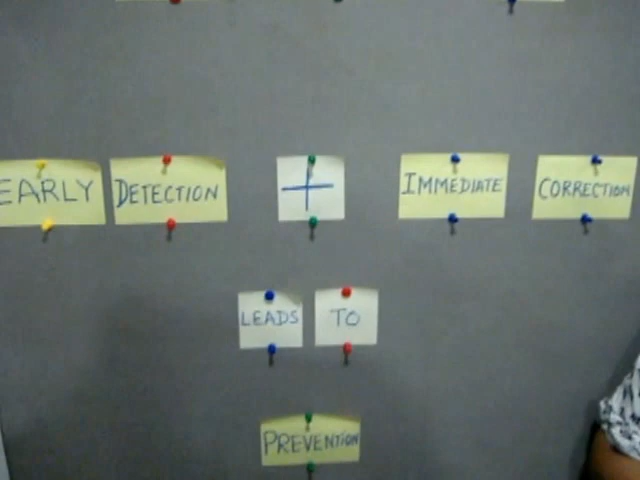 EARLY DETECTION + IMMEDIATE CORRECTION
LEADS TO
PREVENTION